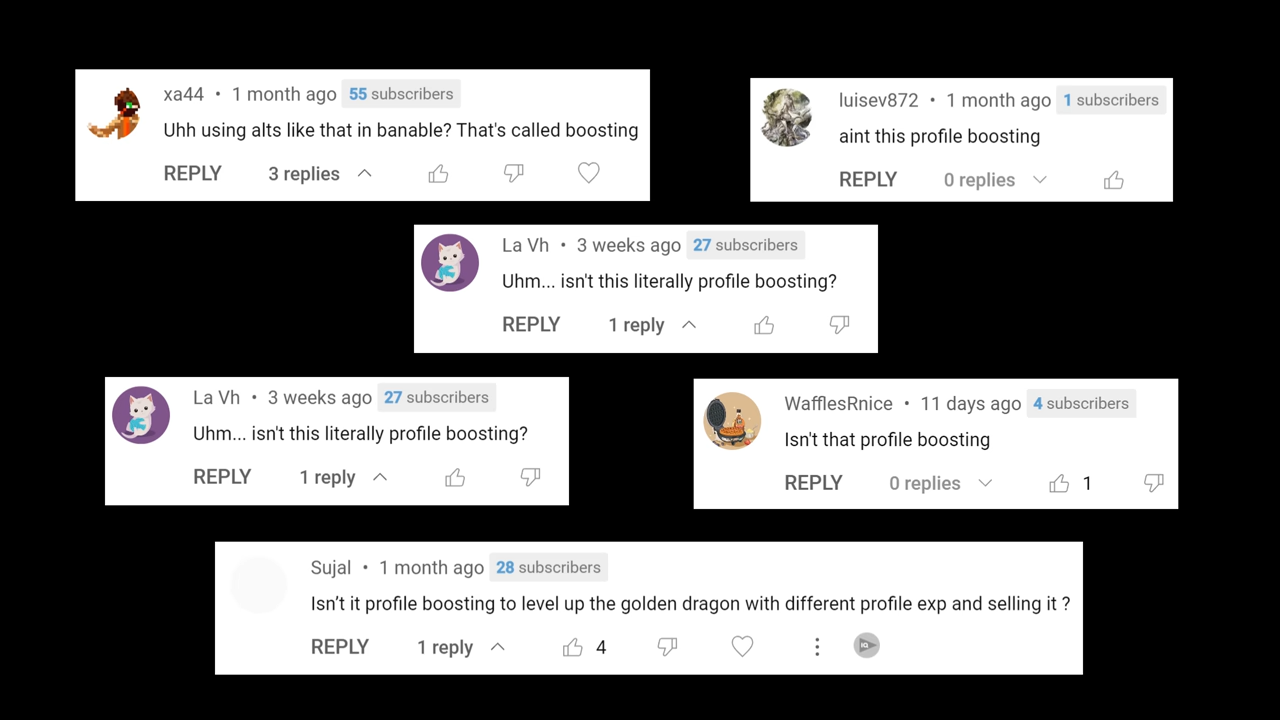 xa44 • 1 month ago 55 subscribers
Uhh using alts like that in banable? That's called boosting
REPLY 3 replies
luisev872 • 1 month ago 1 subscribers
aint this profile boosting
REPLY 0 replies
La Vh • 3 weeks ago 27 subscribers
Uhm... isn't this literally profile boosting?
REPLY 1 reply
La Vh • 3 weeks ago 27 subscribers
Uhm... isn't this literally profile boosting?
REPLY 1 reply
WafflesRnice • 11 days ago 4 subscribers
Isn't that profile boosting
REPLY 0 replies 1
Sujal • 1 month ago 28 subscribers
Isn’t it profile boosting to level up the golden dragon with different profile exp and selling it ?
REPLY 1 reply 4